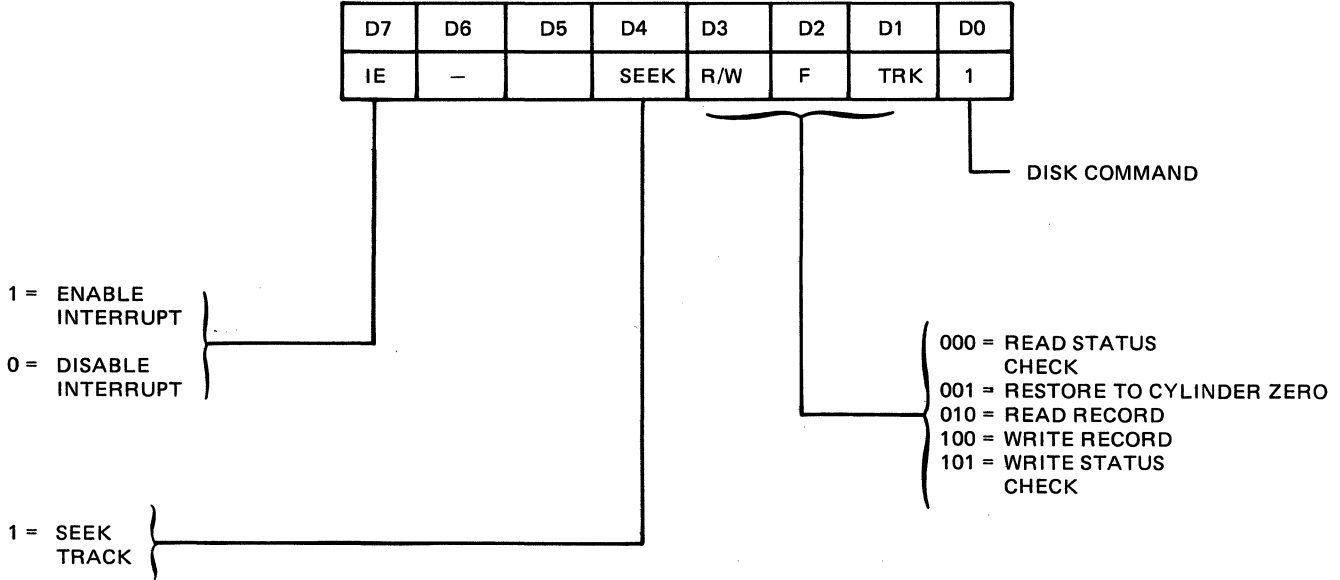 D7 D6 D5 D4 D3 D2 D1 D0
IE – SEEK R/W F TRK 1
DISK COMMAND
1 = ENABLE
INTERRUPT
0 = DISABLE
INTERRUPT
000 = READ STATUS
CHECK
001 = RESTORE TO CYLINDER ZERO
010 = READ RECORD
100 = WRITE RECORD
101 = WRITE STATUS
CHECK
1 = SEEK
TRACK